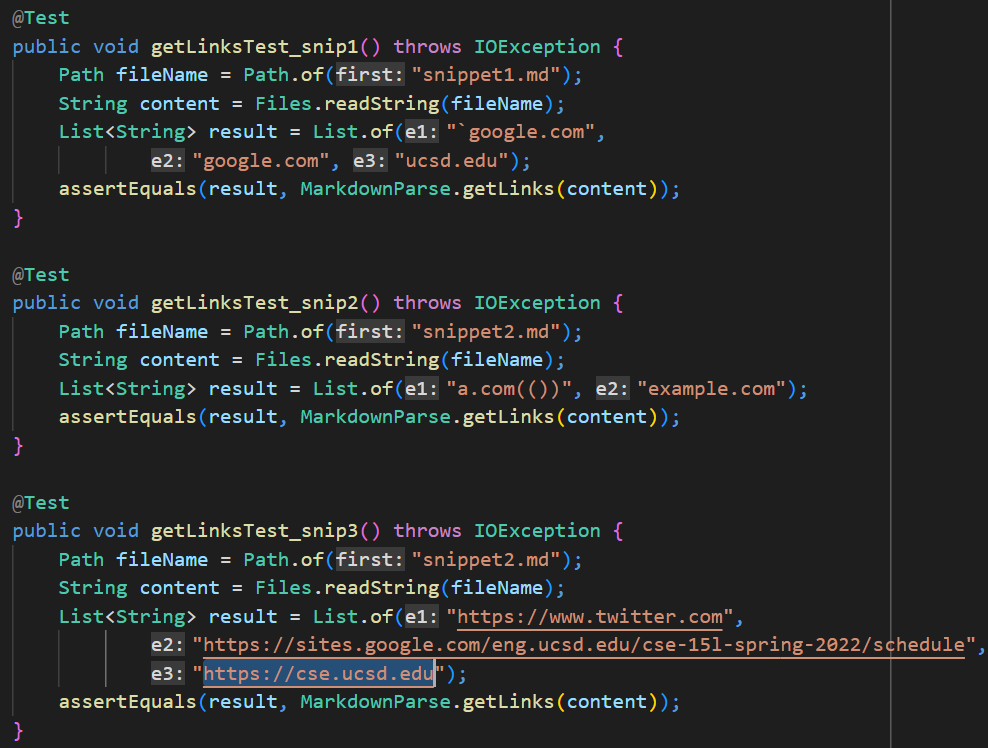 @Test
public void getLinksTest_snip1() throws IOException {
    Path fileName = Path.of(first: "snippet1.md");
    String content = Files.readString(fileName);
    List<String> result = List.of(e1: "`google.com",
            e2: "google.com", e3: "ucsd.edu");
    assertEquals(result, MarkdownParse.getLinks(content));
}
@Test
public void getLinksTest_snip2() throws IOException {
    Path fileName = Path.of(first: "snippet2.md");
    String content = Files.readString(fileName);
    List<String> result = List.of(e1: "a.com(())", e2: "example.com");
    assertEquals(result, MarkdownParse.getLinks(content));
}
@Test
public void getLinksTest_snip3() throws IOException {
    Path fileName = Path.of(first: "snippet2.md");
    String content = Files.readString(fileName);
    List<String> result = List.of(e1: "https://www.twitter.com",
            e2: "https://sites.google.com/eng.ucsd.edu/cse-15l-spring-2022/schedule",
            e3: "https://cse.ucsd.edu");
    assertEquals(result, MarkdownParse.getLinks(content));
}